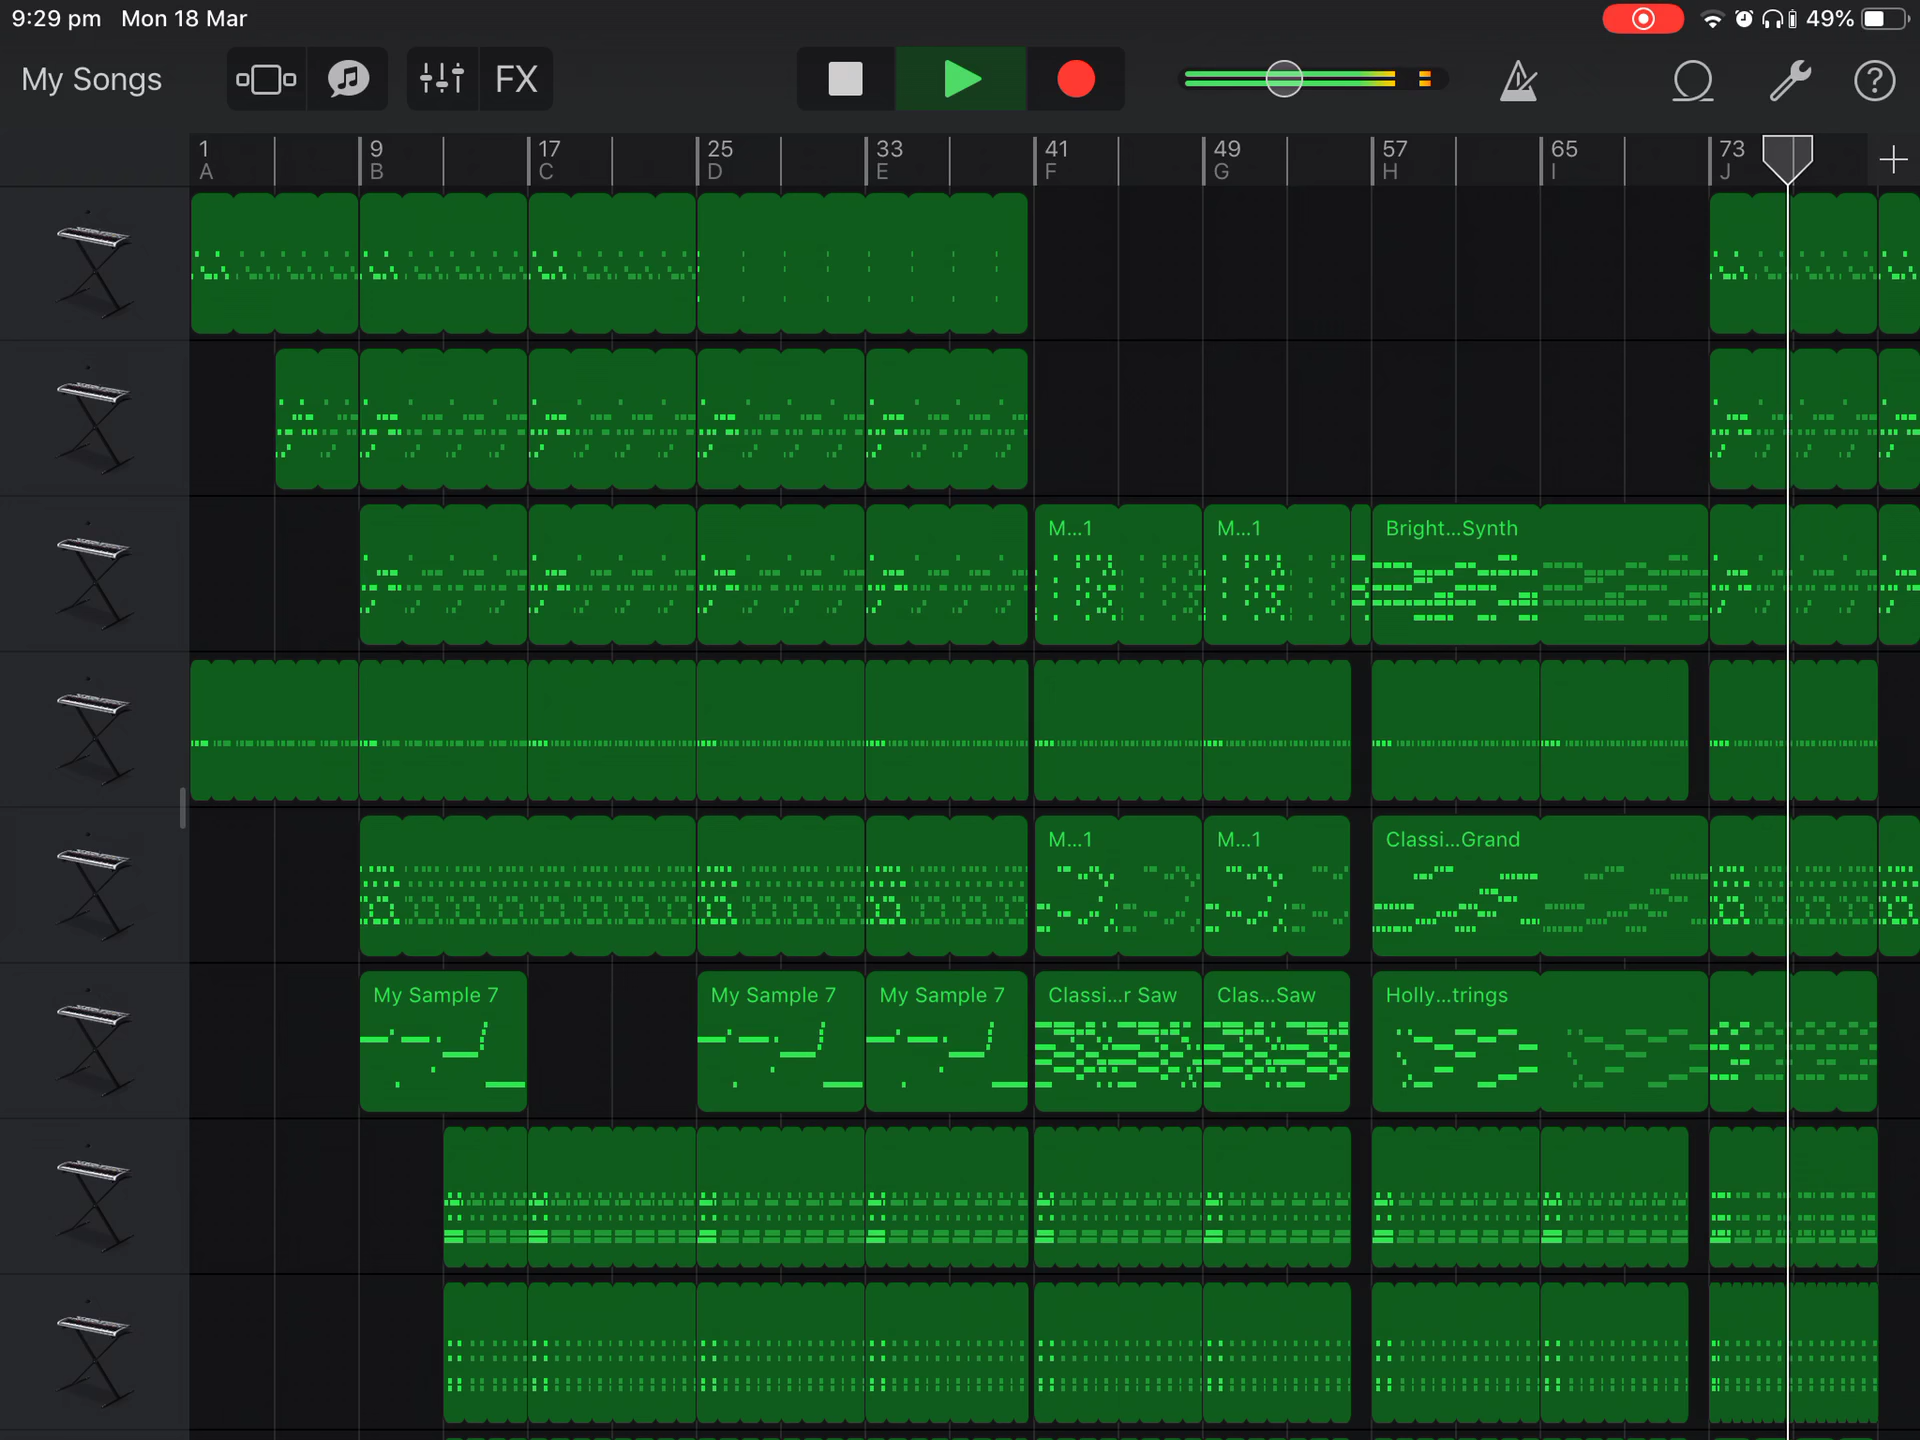 9:29 pm Mon 18 Mar 49%
My Songs FX ?
1 9 17 25 33 41 49 57 65 73
A B C D E F G H I J
M...1 M...1 Bright...Synth
M...1 M...1 Classi...Grand
My Sample 7 My Sample 7 My Sample 7 Classi...r Saw Clas...Saw Holly...trings